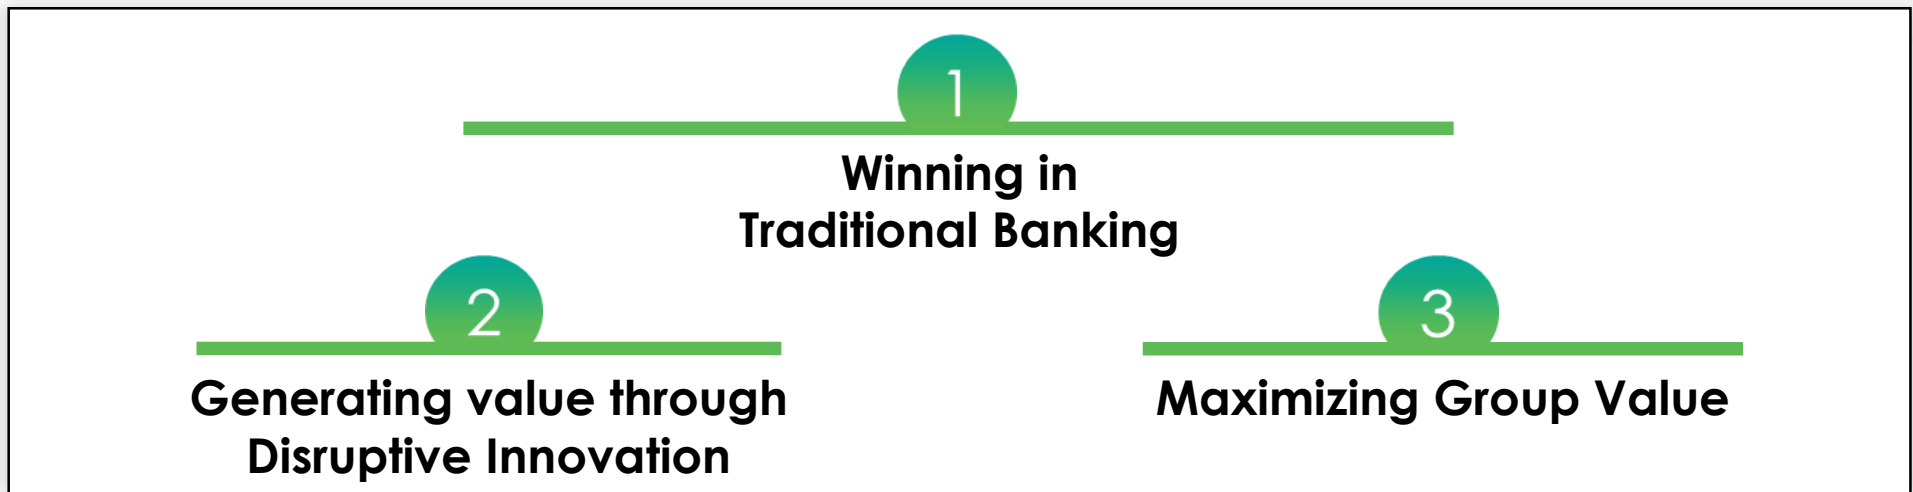 1
Winning in
Traditional Banking
2
Generating value through
Disruptive Innovation
3
Maximizing Group Value